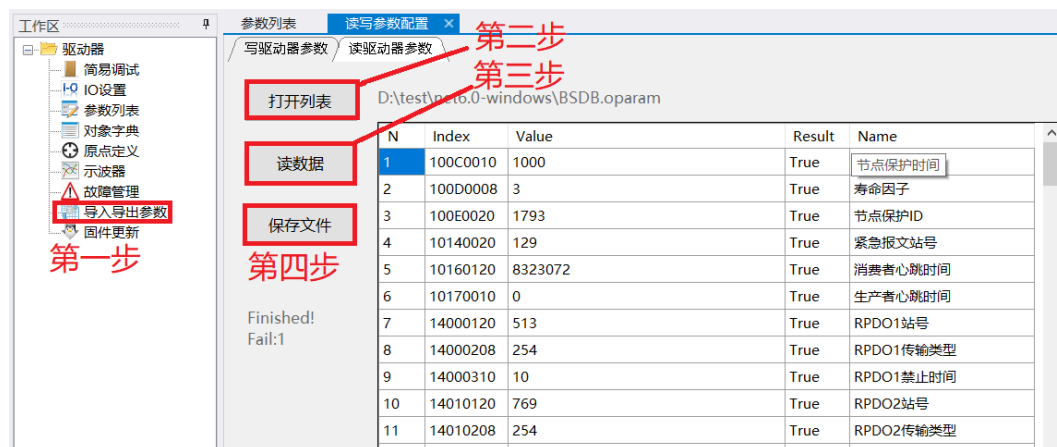 工作区
驱动器
简易调试
I-O IO设置
参数列表
对象字典
原点定义
示波器
故障管理
导入导出参数
固件更新
第一步
参数列表 读写参数配置 ×
写驱动器参数 读驱动器参数
第二步
第三步
打开列表
读数据
保存文件
第四步
Finished!
Fail:1
D:\test\net6.0-windows\BSDB.oparam
N Index Value Result Name
1 100C0010 1000 True 节点保护时间
2 100D0008 3 True 寿命因子
3 100E0020 1793 True 节点保护ID
4 10140020 129 True 紧急报文站号
5 10160120 8323072 True 消费者心跳时间
6 10170010 0 True 生产者心跳时间
7 14000120 513 True RPDO1站号
8 14000208 254 True RPDO1传输类型
9 14000310 10 True RPDO1禁止时间
10 14010120 769 True RPDO2站号
11 14010208 254 True RPDO2传输类型